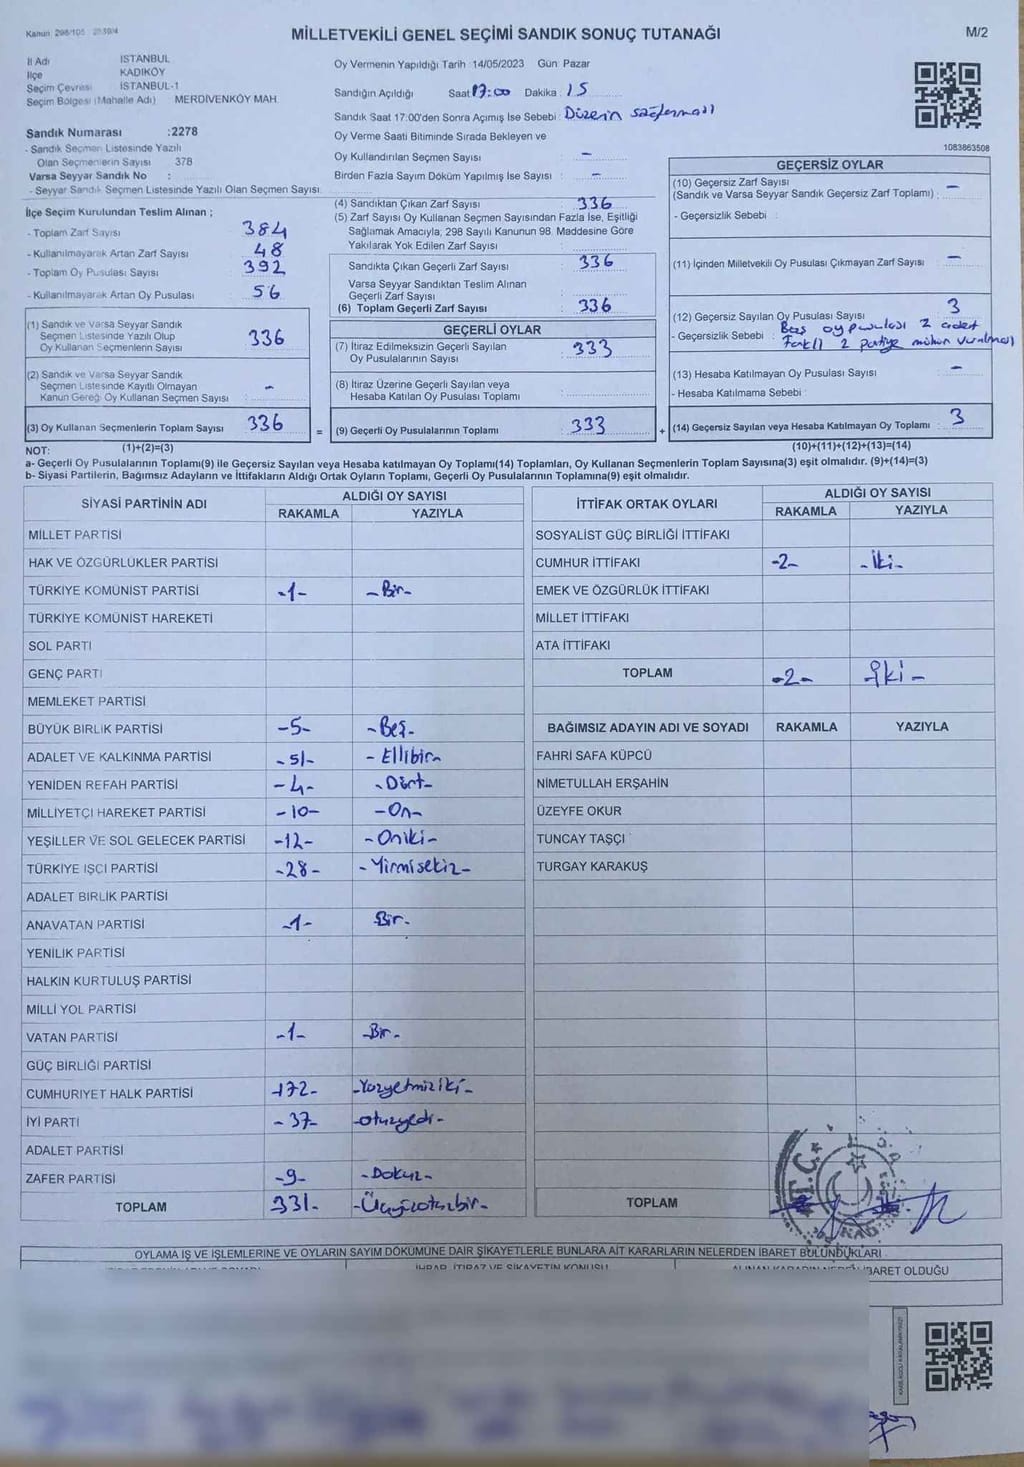 Kanun 298/105
MİLLETVEKİLİ GENEL SEÇİMİ SANDIK SONUÇ TUTANAĞI
M/2
İl Adı İSTANBUL
İlçe KADIKÖY
Seçim Çevresi İSTANBUL-1
Seçim Bölgesi (Mahalle Adı) MERDİVENKÖY MAH.
Sandık Numarası :2278
- Sandık Seçmen Listesinde Yazılı
Olan Seçmenlerin Sayısı 378
Varsa Seyyar Sandık No :
- Seyyar Sandık Seçmen Listesinde Yazılı Olan Seçmen Sayısı:
Oy Vermenin Yapıldığı Tarih 14/05/2023 Gün Pazar
Sandığın Açıldığı Saat 17:00 Dakika : 15
Sandık Saat 17:00'den Sonra Açımış İse Sebebi : Düzenin sağlanması
Oy Verme Saati Bitiminde Sırada Bekleyen ve
Oy Kullandırılan Seçmen Sayısı : -
Birden Fazla Sayım Döküm Yapılmış İse Sayısı : -
1083863508
İlçe Seçim Kurulundan Teslim Alınan ;
- Toplam Zarf Sayısı 384
- Kullanılmayarak Artan Zarf Sayısı 48
- Toplam Oy Pusulası Sayısı 392
- Kullanılmayarak Artan Oy Pusulası 56
(1) Sandık ve Varsa Seyyar Sandık
Seçmen Listesinde Yazılı Olup
Oy Kullanan Seçmenlerin Sayısı 336
(2) Sandık ve Varsa Seyyar Sandık
Seçmen Listesinde Kayıtlı Olmayan
Kanun Gereği Oy Kullanan Seçmen Sayısı : -
(3) Oy Kullanan Seçmenlerin Toplam Sayısı 336
(1)+(2)=(3)
(4) Sandıktan Çıkan Zarf Sayısı : 336
(5) Zarf Sayısı Oy Kullanan Seçmen Sayısından Fazla İse, Eşitliği
Sağlamak Amacıyla, 298 Sayılı Kanunun 98. Maddesine Göre
Yakılarak Yok Edilen Zarf Sayısı :
Sandıkta Çıkan Geçerli Zarf Sayısı : 336
Varsa Seyyar Sandıktan Teslim Alınan
Geçerli Zarf Sayısı :
(6) Toplam Geçerli Zarf Sayısı : 336
GEÇERLİ OYLAR
(7) İtiraz Edilmeksizin Geçerli Sayılan
Oy Pusulalarının Sayısı : 333
(8) İtiraz Üzerine Geçerli Sayılan veya
Hesaba Katılan Oy Pusulası Toplamı :
= (9) Geçerli Oy Pusulalarının Toplamı : 333
GEÇERSİZ OYLAR
(10) Geçersiz Zarf Sayısı
(Sandık ve Varsa Seyyar Sandık Geçersiz Zarf Toplamı) : -
- Geçersizlik Sebebi :
(11) İçinden Milletvekili Oy Pusulası Çıkmayan Zarf Sayısı : -
(12) Geçersiz Sayılan Oy Pusulası Sayısı : 3
- Geçersizlik Sebebi : Boş oy pusulası 2 adet
Farklı 2 partiye mühür vurulması
(13) Hesaba Katılmayan Oy Pusulası Sayısı : -
- Hesaba Katılmama Sebebi :
+ (14) Geçersiz Sayılan veya Hesaba Katılmayan Oy Toplamı : 3
(10)+(11)+(12)+(13)=(14)
NOT:
a- Geçerli Oy Pusulalarının Toplamı(9) ile Geçersiz Sayılan veya Hesaba katılmayan Oy Toplamı(14) Toplamları, Oy Kullanan Seçmenlerin Toplam Sayısına(3) eşit olmalıdır. (9)+(14)=(3)
b- Siyasi Partilerin, Bağımsız Adayların ve İttifakların Aldığı Ortak Oyların Toplamı, Geçerli Oy Pusulalarının Toplamına(9) eşit olmalıdır.
SİYASİ PARTİNİN ADI ALDIĞI OY SAYISI
RAKAMLA YAZIYLA
MİLLET PARTİSİ
HAK VE ÖZGÜRLÜKLER PARTİSİ
TÜRKİYE KOMÜNİST PARTİSİ -1- -Bir-
TÜRKİYE KOMÜNİST HAREKETİ
SOL PARTİ
GENÇ PARTİ
MEMLEKET PARTİSİ
BÜYÜK BİRLİK PARTİSİ -5- -Beş-
ADALET VE KALKINMA PARTİSİ -51- -Ellibir-
YENİDEN REFAH PARTİSİ -4- -Dört-
MİLLİYETÇİ HAREKET PARTİSİ -10- -On-
YEŞİLLER VE SOL GELECEK PARTİSİ -12- -Oniki-
TÜRKİYE İŞÇİ PARTİSİ -28- -Yirmisekiz-
ADALET BİRLİK PARTİSİ
ANAVATAN PARTİSİ -1- Bir-
YENİLİK PARTİSİ
HALKIN KURTULUŞ PARTİSİ
MİLLİ YOL PARTİSİ
VATAN PARTİSİ -1- -Bir-
GÜÇ BİRLİĞİ PARTİSİ
CUMHURİYET HALK PARTİSİ -172- -Yüzyetmişiki-
İYİ PARTİ -37- -Otuzyedi-
ADALET PARTİSİ
ZAFER PARTİSİ -9- -Dokuz-
TOPLAM 331- -Üçyüzotuzbir-
İTTİFAK ORTAK OYLARI ALDIĞI OY SAYISI
RAKAMLA YAZIYLA
SOSYALİST GÜÇ BİRLİĞİ İTTİFAKI
CUMHUR İTTİFAKI -2- -İki-
EMEK VE ÖZGÜRLÜK İTTİFAKI
MİLLET İTTİFAKI
ATA İTTİFAKI
TOPLAM -2- -İki-
BAĞIMSIZ ADAYIN ADI VE SOYADI RAKAMLA YAZIYLA
FAHRİ SAFA KÜPCÜ
NİMETULLAH ERŞAHİN
ÜZEYFE OKUR
TUNCAY TAŞÇI
TURGAY KARAKUŞ
TOPLAM
OYLAMA İŞ VE İŞLEMLERİNE VE OYLARIN SAYIM DÖKÜMÜNE DAİR ŞİKAYETLERLE BUNLARA AİT KARARLARIN NELERDEN İBARET BULUNDUKLARI
İHBAR, İTİRAZ VE ŞİKAYETİN KONUSU
İBARET OLDUĞU